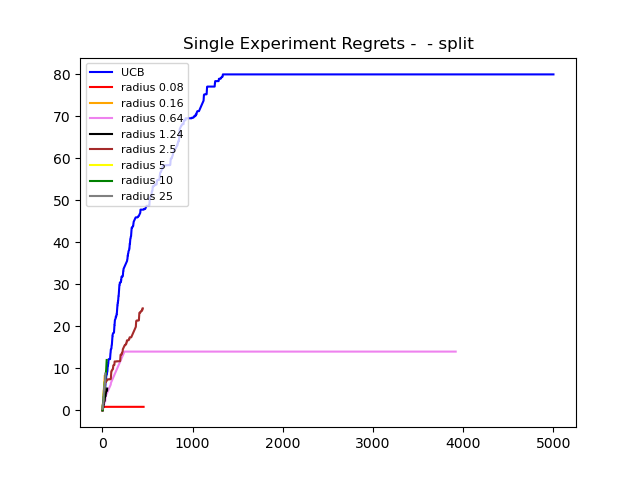 Single Experiment Regrets -  - split
80
70
60
50
40
30
20
10
0
UCB
radius 0.08
radius 0.16
radius 0.64
radius 1.24
radius 2.5
radius 5
radius 10
radius 25
0 1000 2000 3000 4000 5000